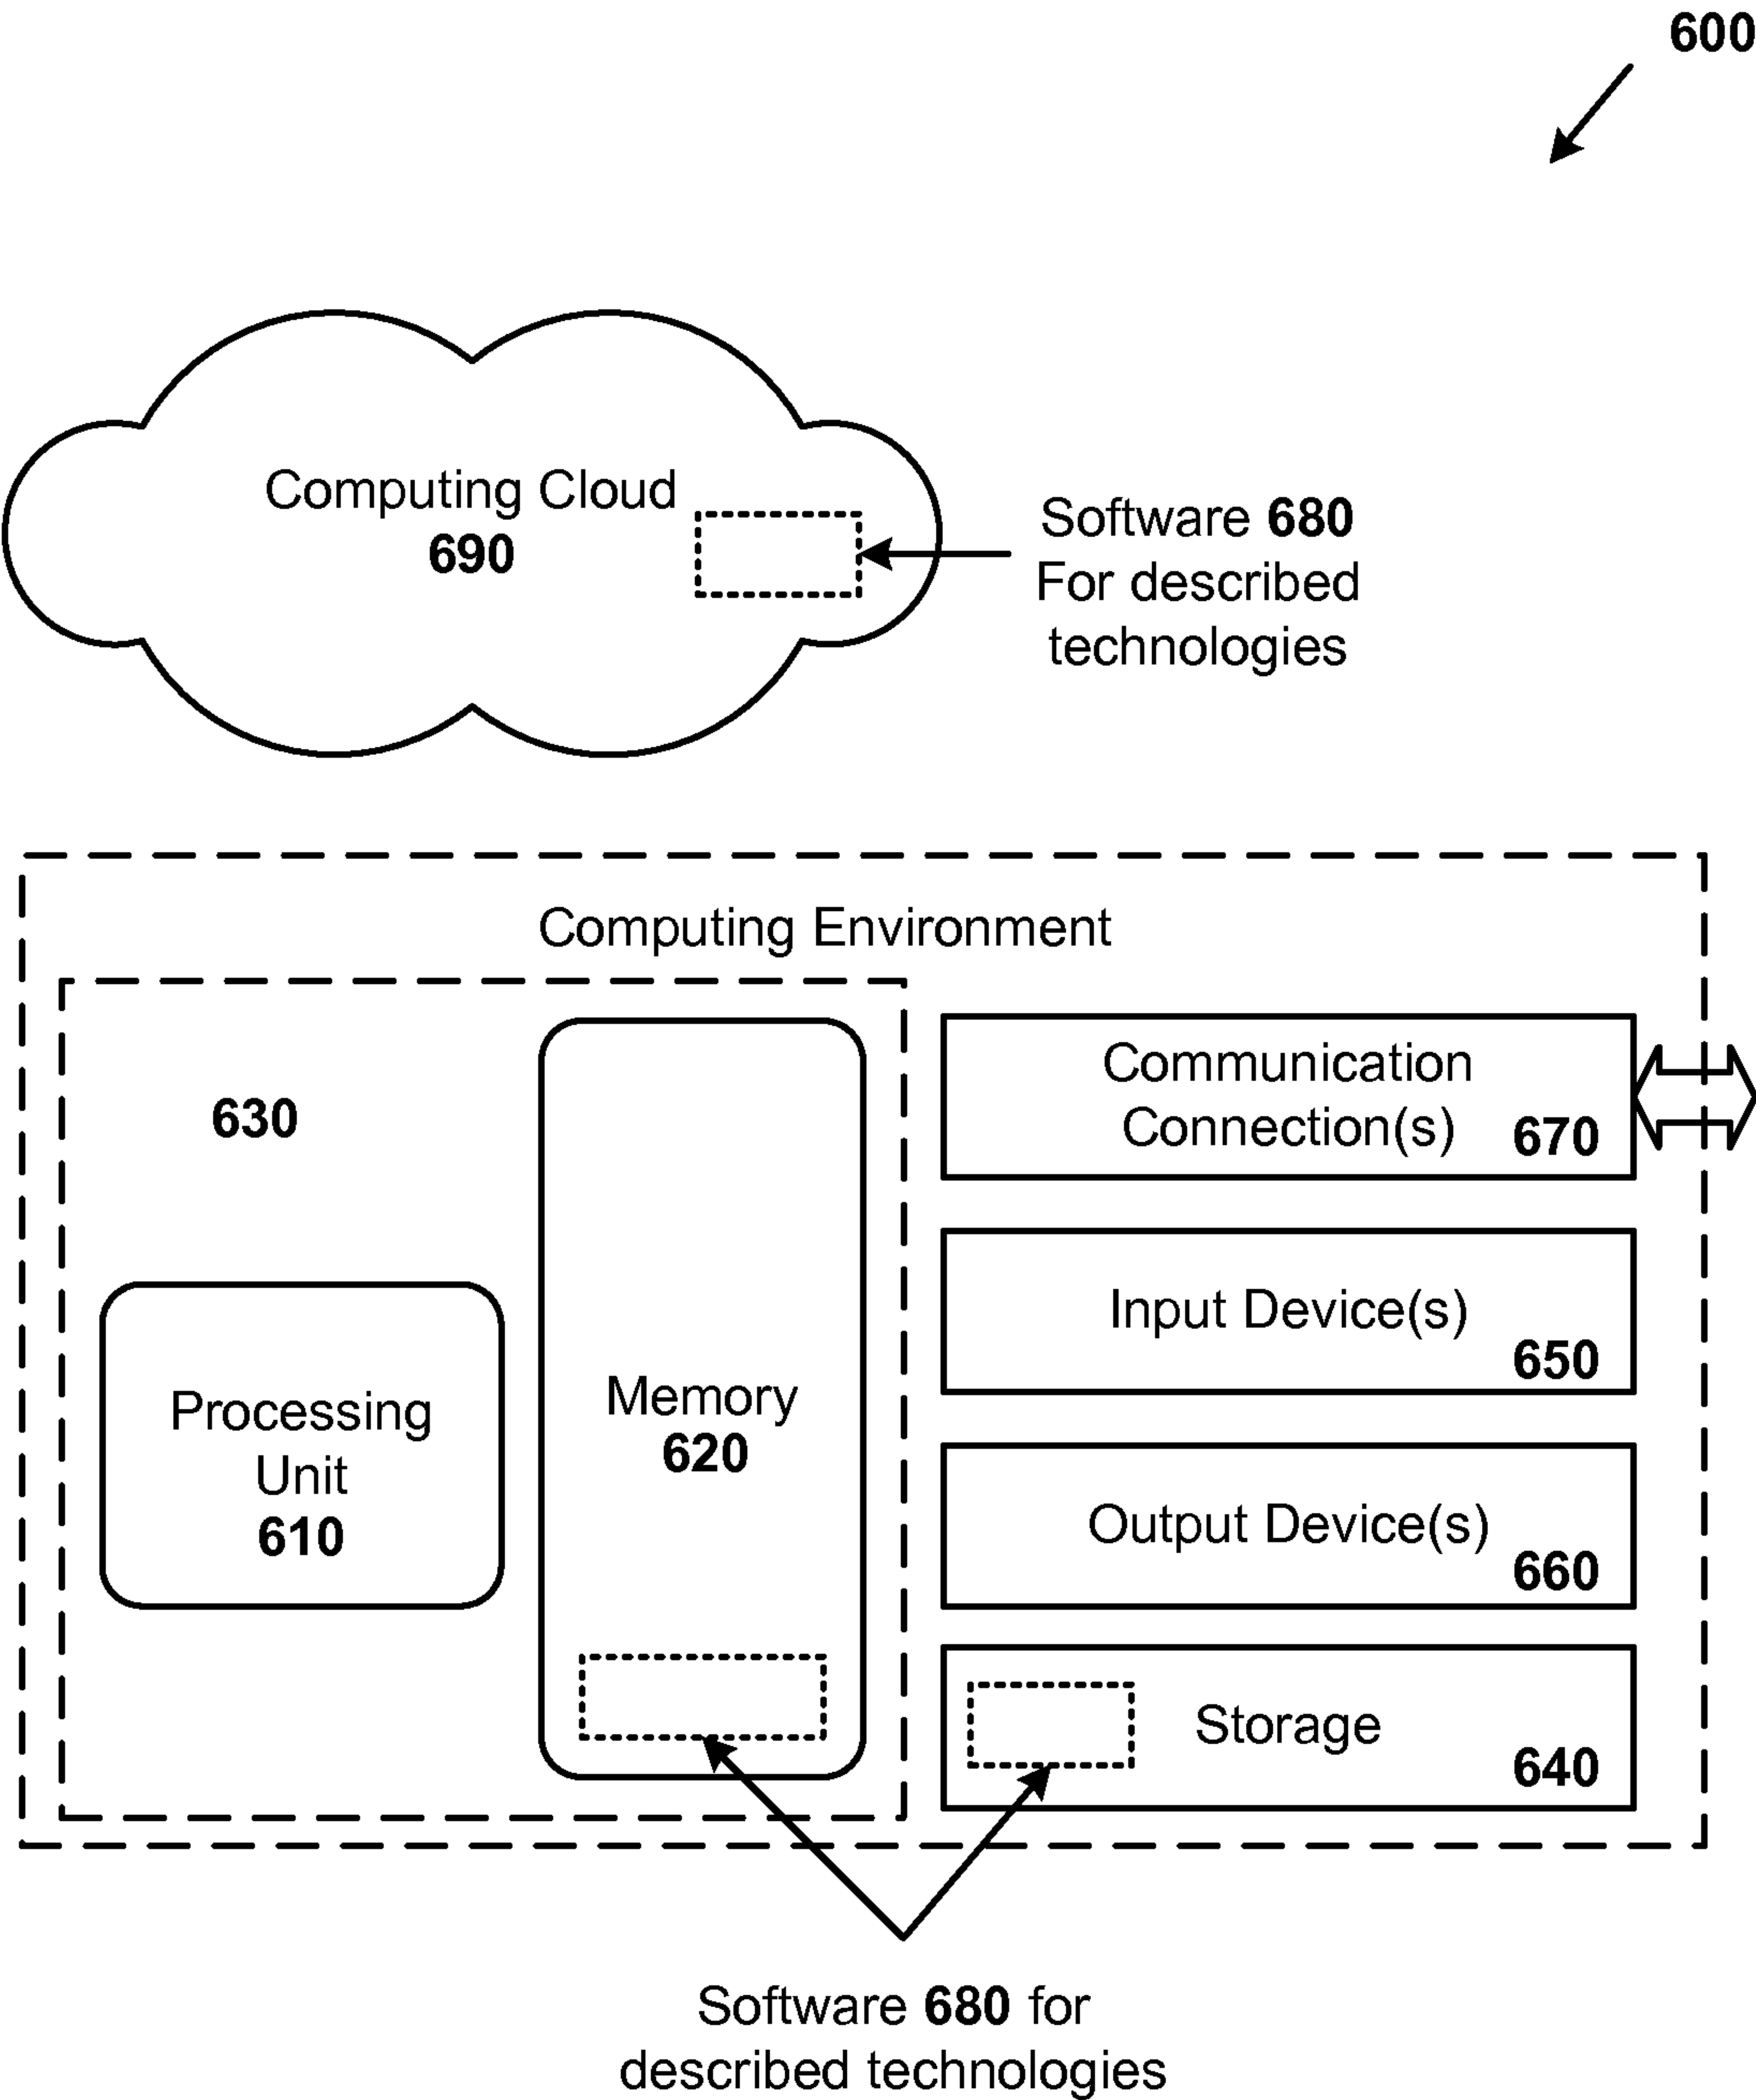 600
Computing Cloud
690
Software 680
For described
technologies
Computing Environment
630
Processing
Unit
610
Memory
620
Communication
Connection(s)
670
Input Device(s)
650
Output Device(s)
660
Storage
640
Software 680 for
described technologies